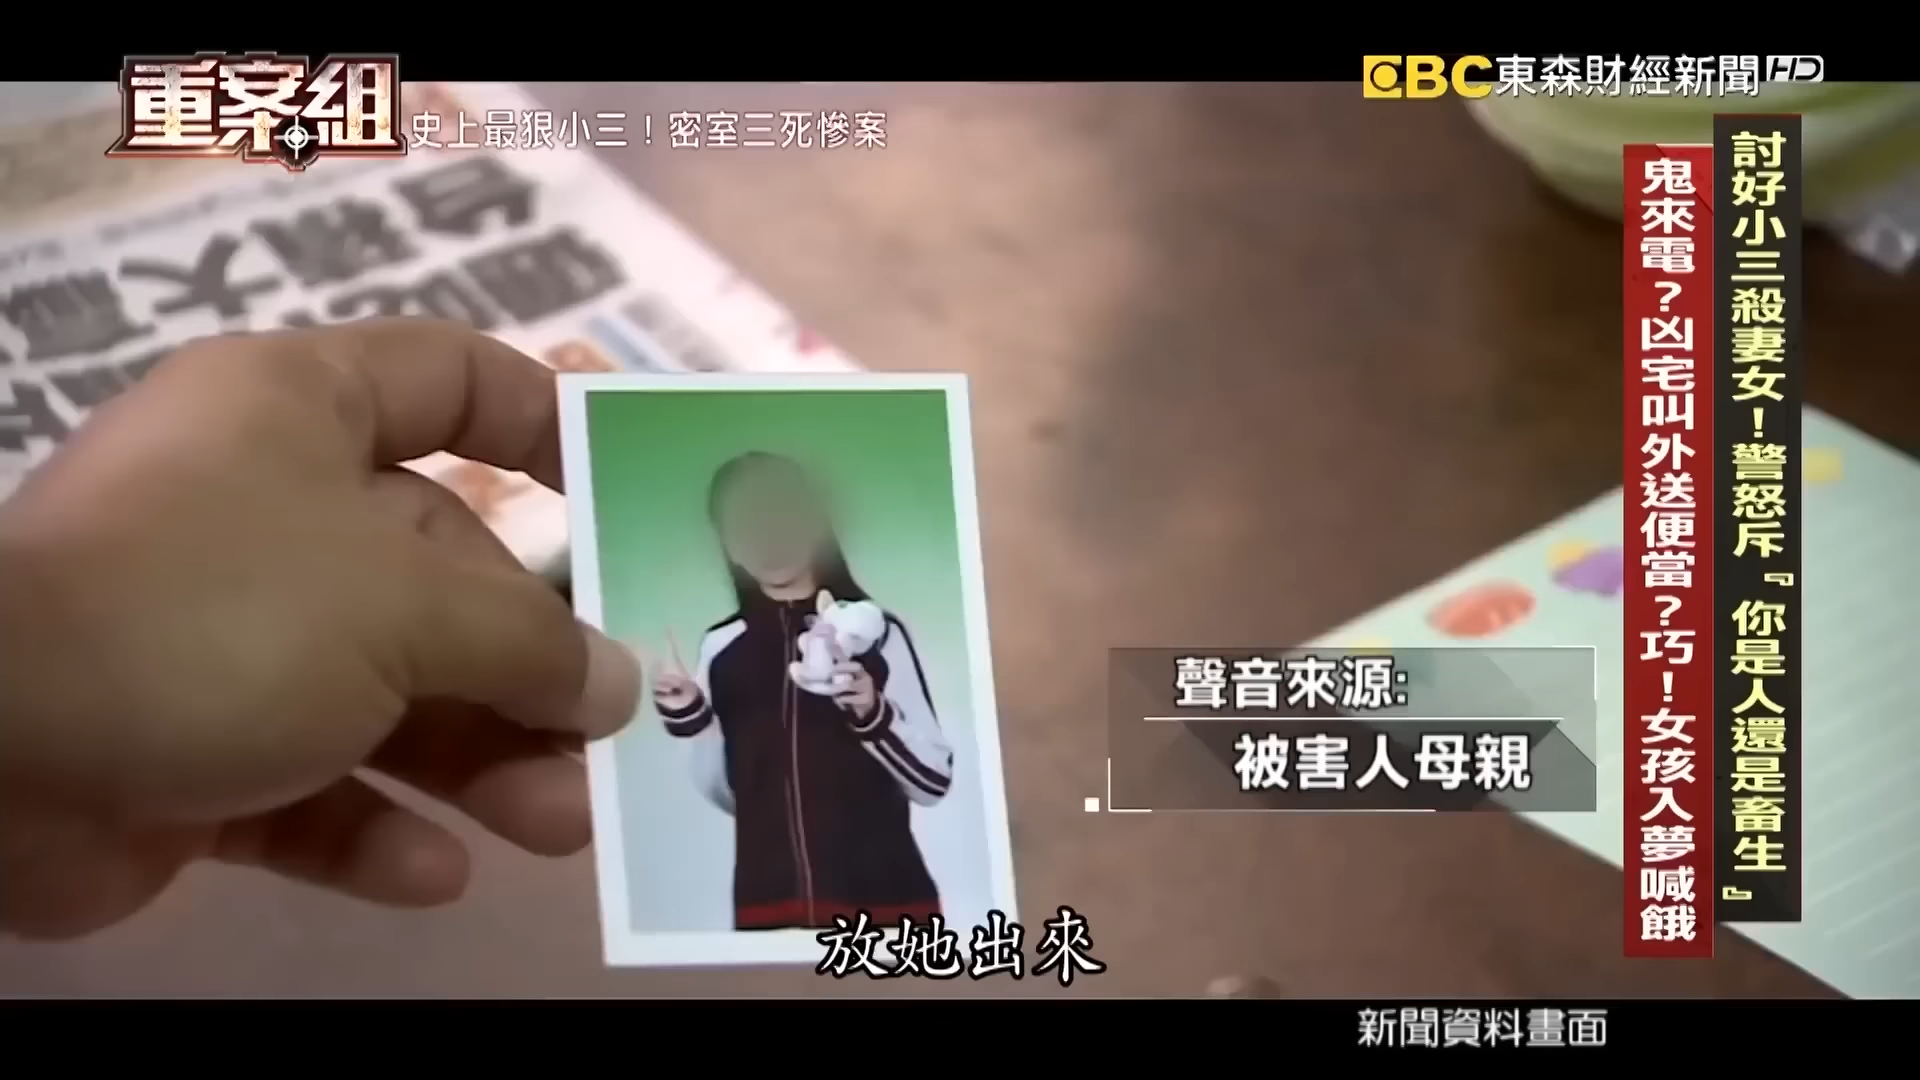 重案組
史上最狠小三！密室三死慘案
EBC東森財經新聞HD
討好小三殺妻女！警怒斥『你是人還是畜生』
鬼來電？凶宅叫外送便當？巧！女孩入夢喊餓
聲音來源:
被害人母親
放她出來
新聞資料畫面